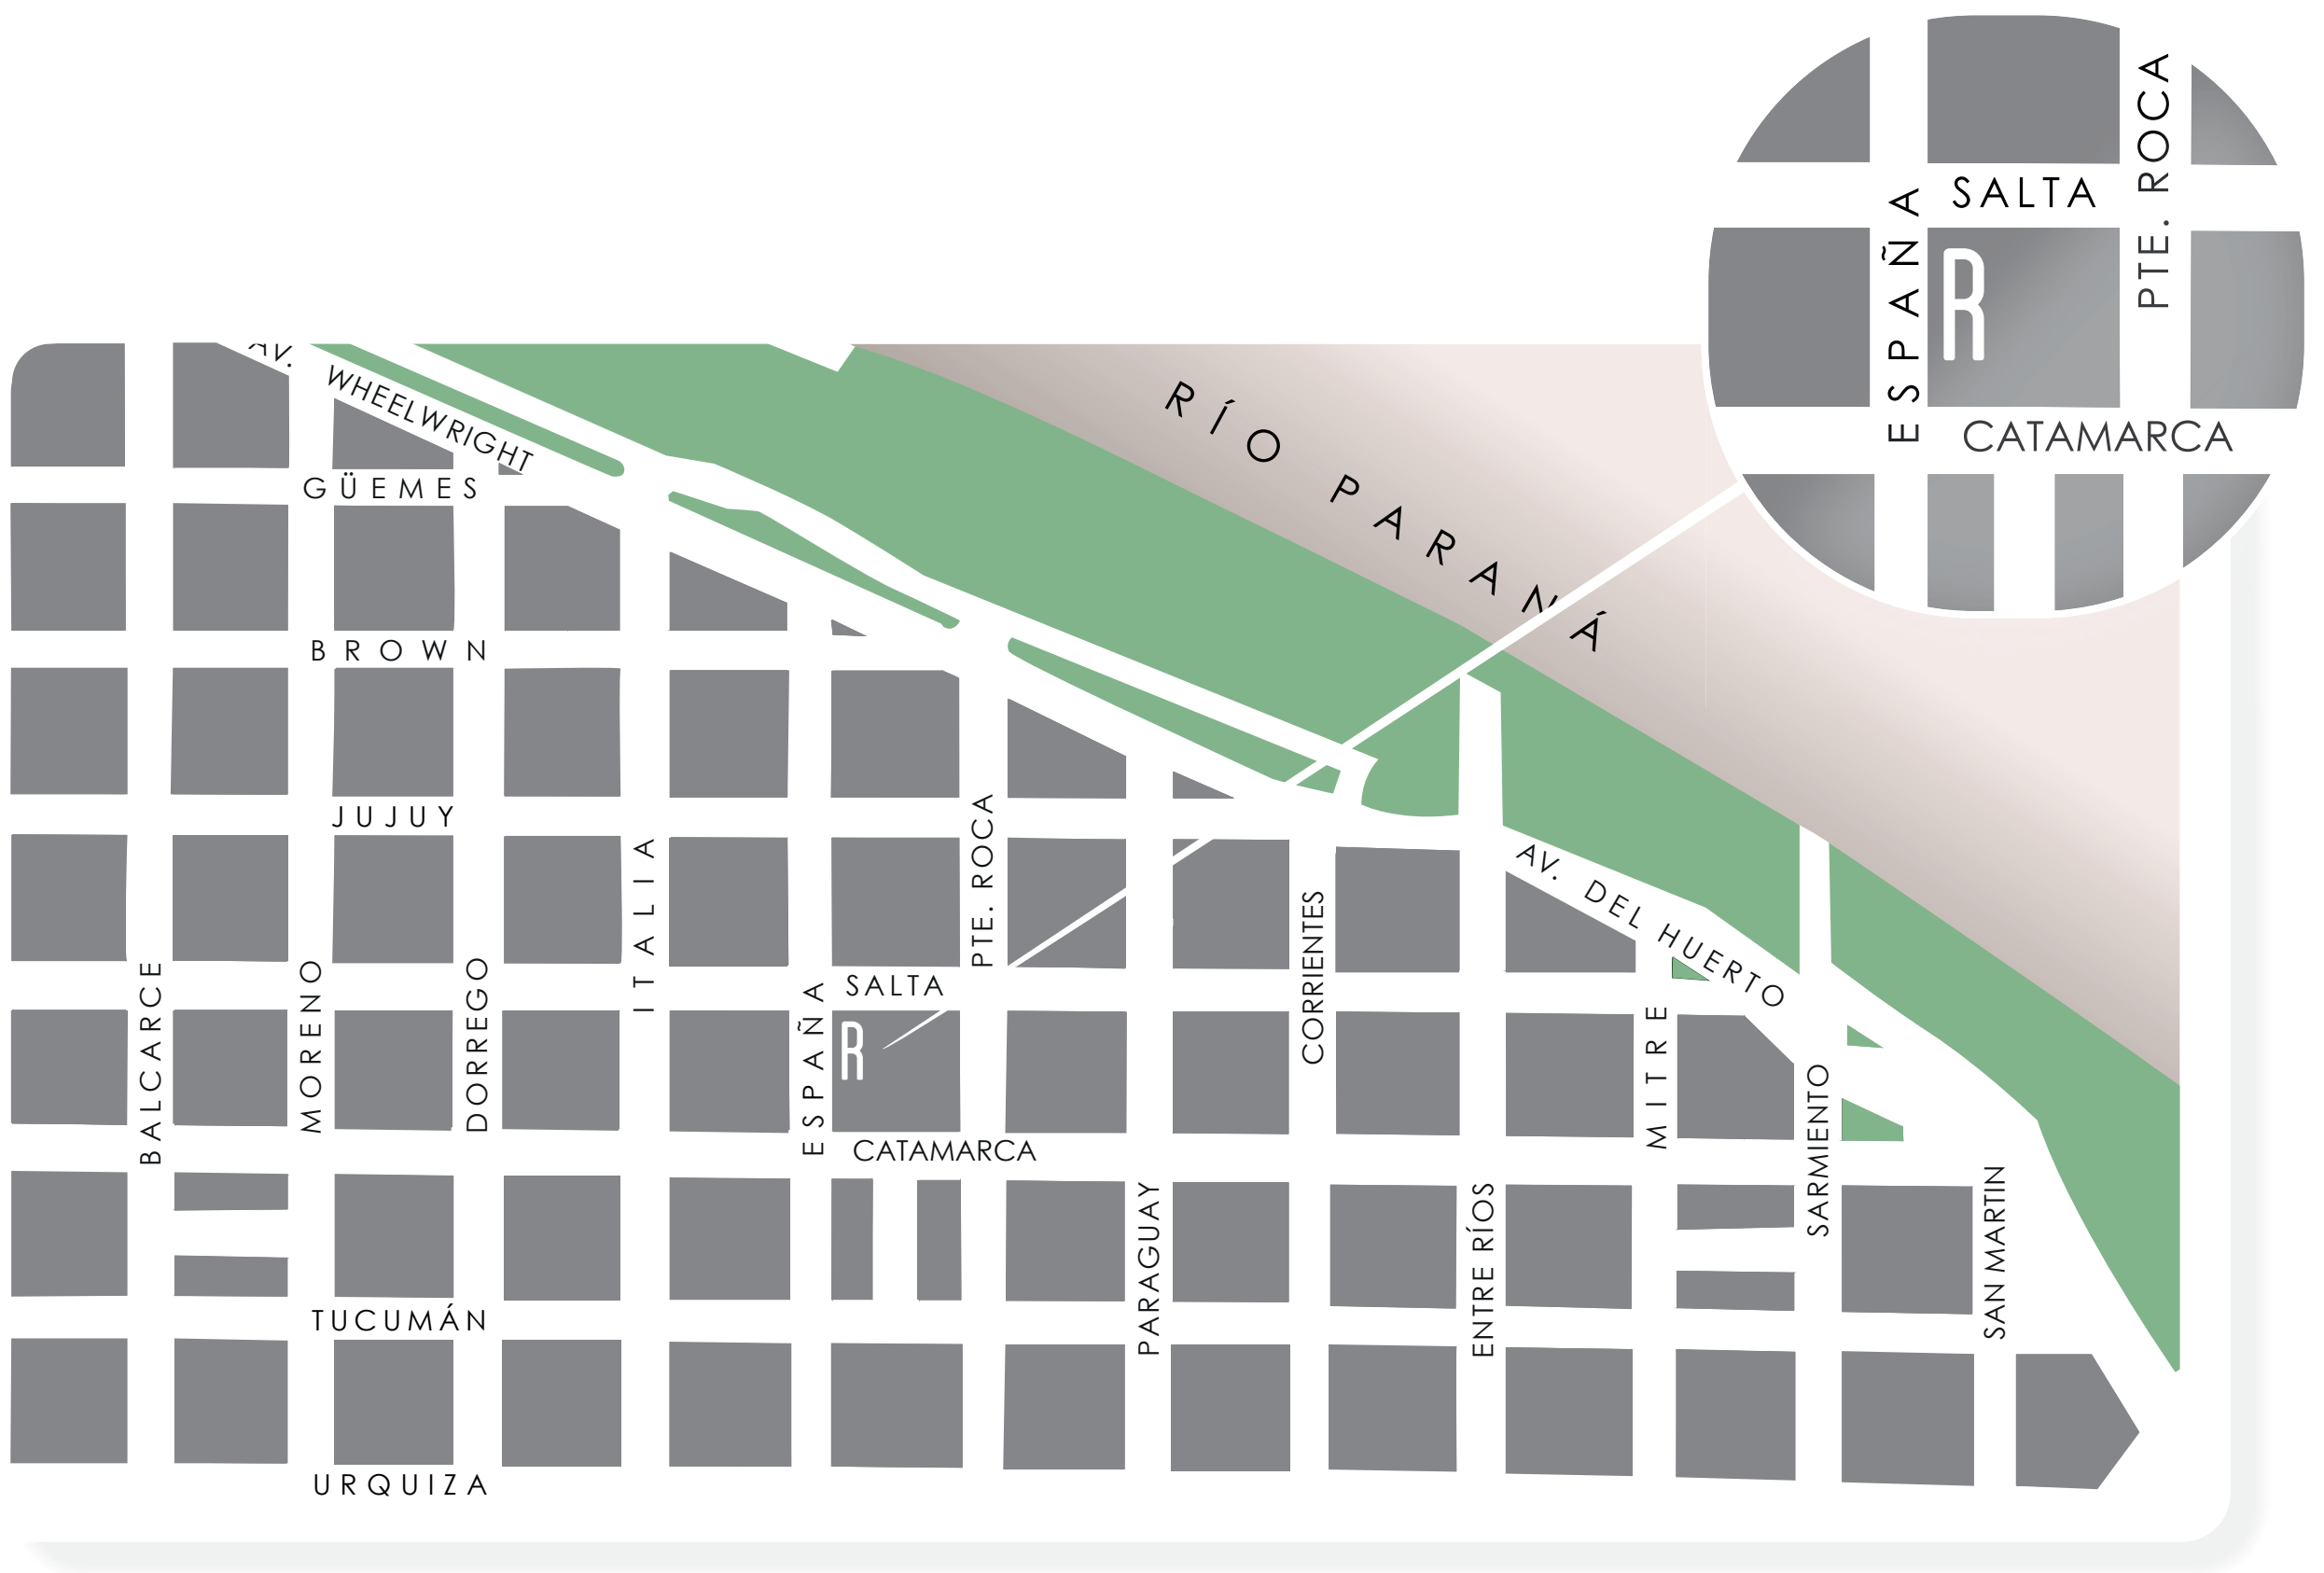 PTE. ROCA
SALTA
ESPAÑA
R
CATAMARCA
AV. WHEELWRIGHT
RÍO PARANÁ
GÜEMES
BROWN
JUJUY
PTE. ROCA
ITALIA
AV. DEL HUERTO
CORRIENTES
BALCARCE
MORENO
DORREGO
SALTA
ESPAÑA
R
MITRE
SARMIENTO
CATAMARCA
PARAGUAY
ENTRE RÍOS
SAN MARTIN
TUCUMÁN
URQUIZA